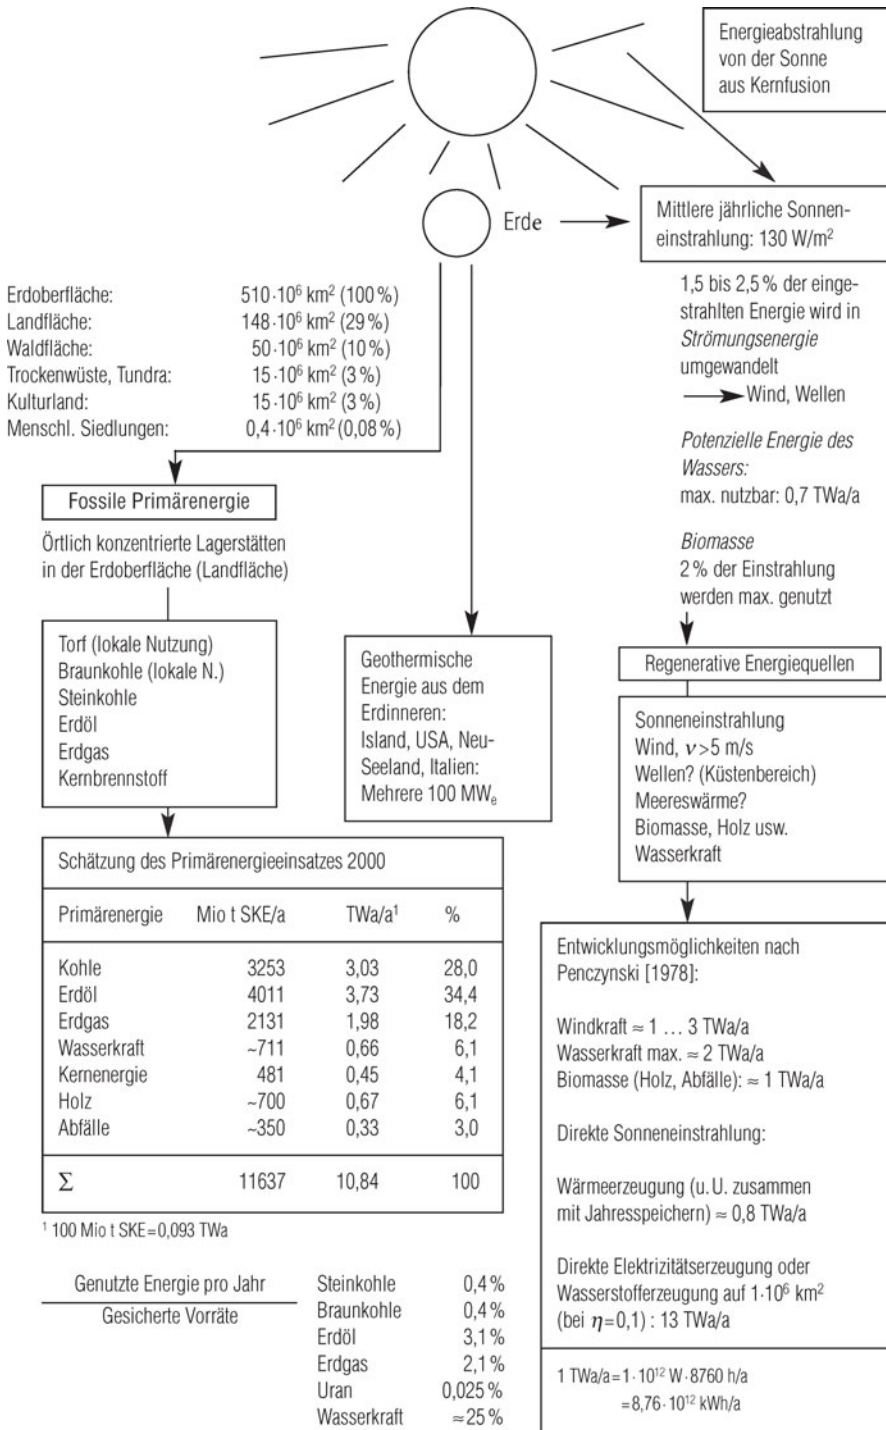 Energieabstrahlung
von der Sonne
aus Kernfusion
Erde
Mittlere jährliche Sonnen-
einstrahlung: 130 W/m²
Erdoberfläche: 510·10⁶ km² (100 %)
Landfläche: 148·10⁶ km² (29 %)
Waldfläche: 50·10⁶ km² (10 %)
Trockenwüste, Tundra: 15·10⁶ km² (3 %)
Kulturland: 15·10⁶ km² (3 %)
Menschl. Siedlungen: 0,4·10⁶ km² (0,08 %)
1,5 bis 2,5 % der einge-
strahlten Energie wird in
Strömungsenergie
umgewandelt
Wind, Wellen
Potenzielle Energie des
Wassers:
max. nutzbar: 0,7 TWa/a
Biomasse
2 % der Einstrahlung
werden max. genutzt
Fossile Primärenergie
Örtlich konzentrierte Lagerstätten
in der Erdoberfläche (Landfläche)
Torf (lokale Nutzung)
Braunkohle (lokale N.)
Steinkohle
Erdöl
Erdgas
Kernbrennstoff
Geothermische
Energie aus dem
Erdinneren:
Island, USA, Neu-
Seeland, Italien:
Mehrere 100 MWₑ
Regenerative Energiequellen
Sonneneinstrahlung
Wind, v > 5 m/s
Wellen? (Küstenbereich)
Meereswärme?
Biomasse, Holz usw.
Wasserkraft
Schätzung des Primärenergieeinsatzes 2000
Primärenergie Mio t SKE/a TWa/a¹ %
Kohle 3253 3,03 28,0
Erdöl 4011 3,73 34,4
Erdgas 2131 1,98 18,2
Wasserkraft ~711 0,66 6,1
Kernenergie 481 0,45 4,1
Holz ~700 0,67 6,1
Abfälle ~350 0,33 3,0
Σ 11637 10,84 100
¹ 100 Mio t SKE=0,093 TWa
Genutzte Energie pro Jahr
Gesicherte Vorräte
Steinkohle 0,4 %
Braunkohle 0,4 %
Erdöl 3,1 %
Erdgas 2,1 %
Uran 0,025 %
Wasserkraft ≈25 %
Entwicklungsmöglichkeiten nach
Penczynski [1978]:
Windkraft ≈ 1 … 3 TWa/a
Wasserkraft max. ≈ 2 TWa/a
Biomasse (Holz, Abfälle): ≈ 1 TWa/a
Direkte Sonneneinstrahlung:
Wärmeerzeugung (u. U. zusammen
mit Jahresspeichern) ≈ 0,8 TWa/a
Direkte Elektrizitätserzeugung oder
Wasserstofferzeugung auf 1·10⁶ km²
(bei η=0,1) : 13 TWa/a
1 TWa/a=1·10¹² W·8760 h/a
=8,76·10¹² kWh/a